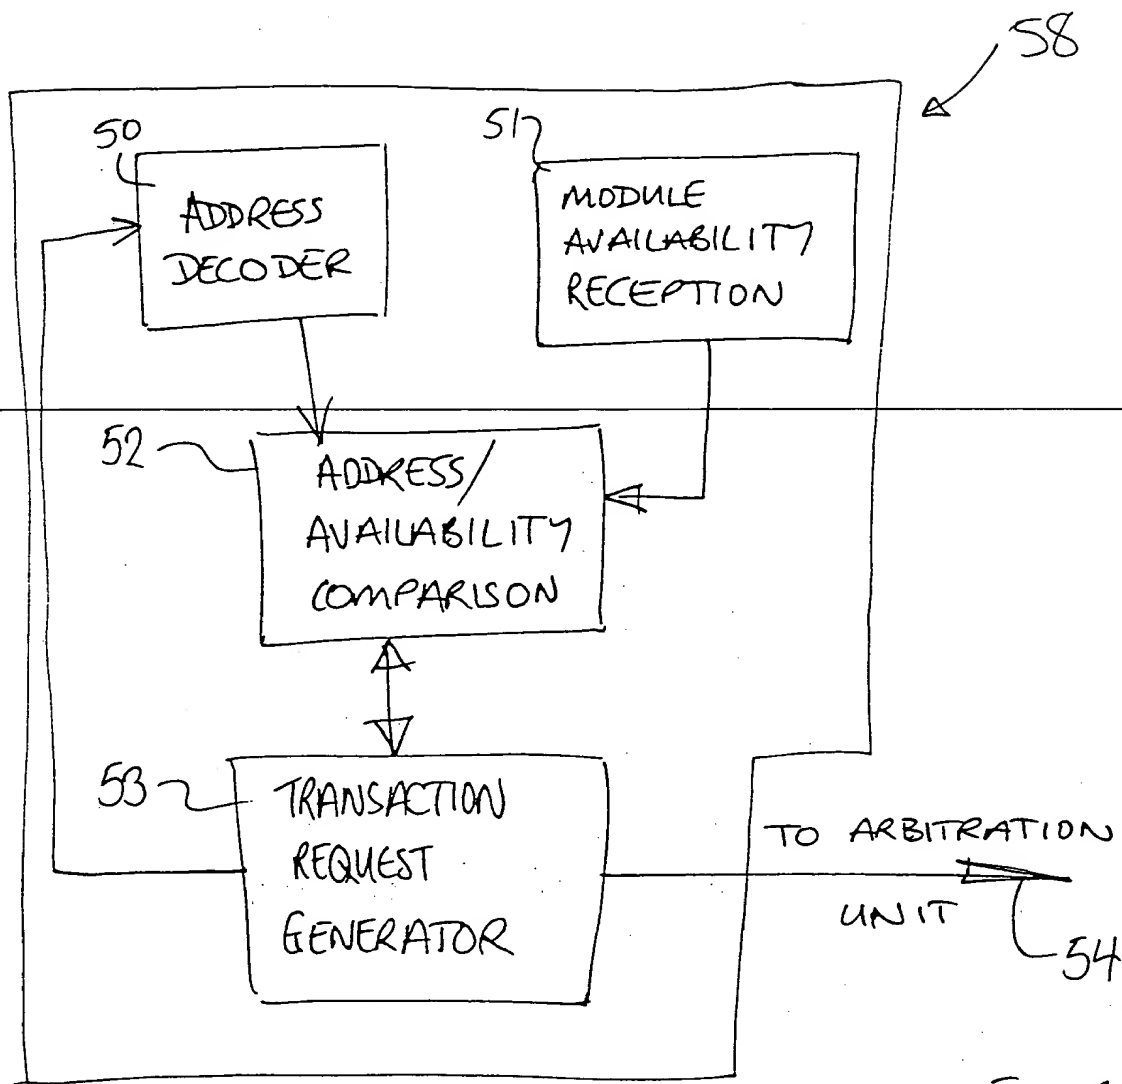 58
50
ADDRESS
DECODER
51
MODULE
AVAILABILITY
RECEPTION
52
ADDRESS/
AVAILABILITY
COMPARISON
53
TRANSACTION
REQUEST
GENERATOR
TO ARBITRATION
UNIT
54